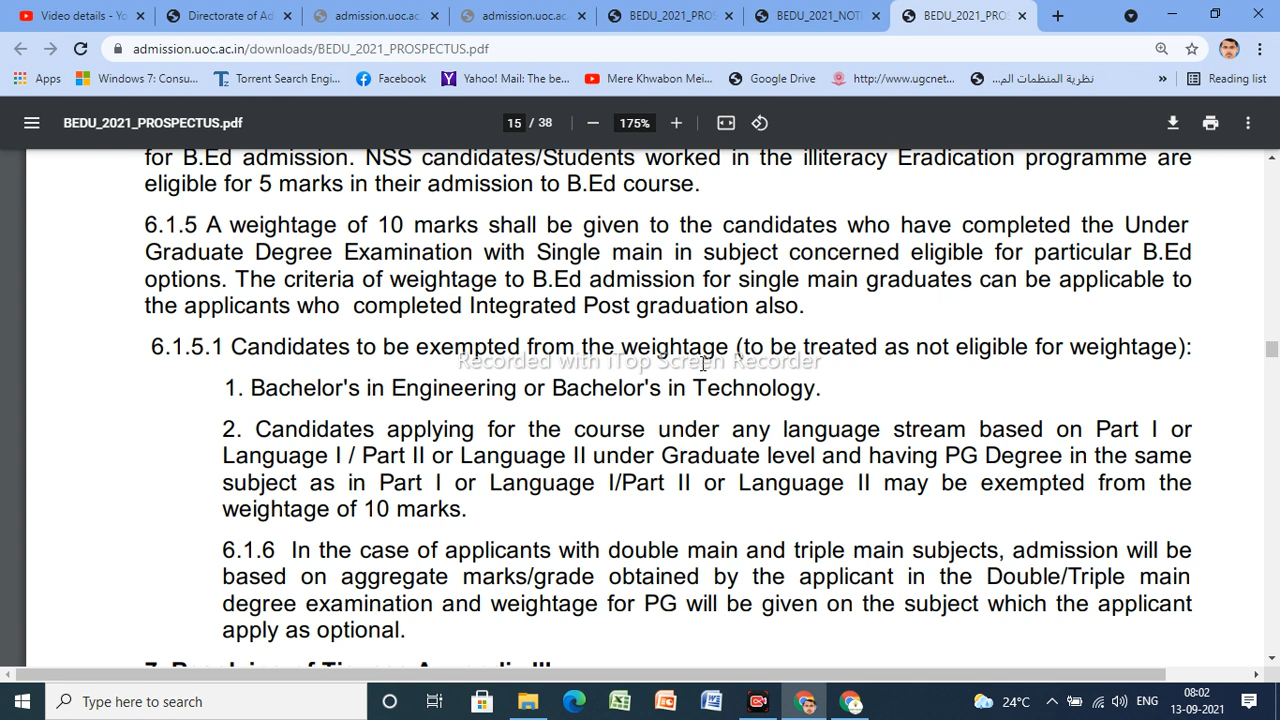 Video details - Yo
Directorate of Ad
admission.uoc.ac.
admission.uoc.ac.
BEDU_2021_PROS
BEDU_2021_NOT
BEDU_2021_PROS
admission.uoc.ac.in/downloads/BEDU_2021_PROSPECTUS.pdf
Apps
Windows 7: Consu...
Torrent Search Engi...
Facebook
Yahoo! Mail: The be...
Mere Khwabon Mei...
Google Drive
http://www.ugcnet...
نظرية المنظمات الم...
»
Reading list
BEDU_2021_PROSPECTUS.pdf
15 / 38
175%
for B.Ed admission. NSS candidates/Students worked in the illiteracy Eradication programme are
eligible for 5 marks in their admission to B.Ed course.
6.1.5 A weightage of 10 marks shall be given to the candidates who have completed the Under
Graduate Degree Examination with Single main in subject concerned eligible for particular B.Ed
options. The criteria of weightage to B.Ed admission for single main graduates can be applicable to
the applicants who completed Integrated Post graduation also.
6.1.5.1 Candidates to be exempted from the weightage (to be treated as not eligible for weightage):
Recorded with iTop Screen Recorder
1. Bachelor's in Engineering or Bachelor's in Technology.
2. Candidates applying for the course under any language stream based on Part I or
Language I / Part II or Language II under Graduate level and having PG Degree in the same
subject as in Part I or Language I/Part II or Language II may be exempted from the
weightage of 10 marks.
6.1.6 In the case of applicants with double main and triple main subjects, admission will be
based on aggregate marks/grade obtained by the applicant in the Double/Triple main
degree examination and weightage for PG will be given on the subject which the applicant
apply as optional.
Type here to search
24°C
ENG
08:02
13-09-2021